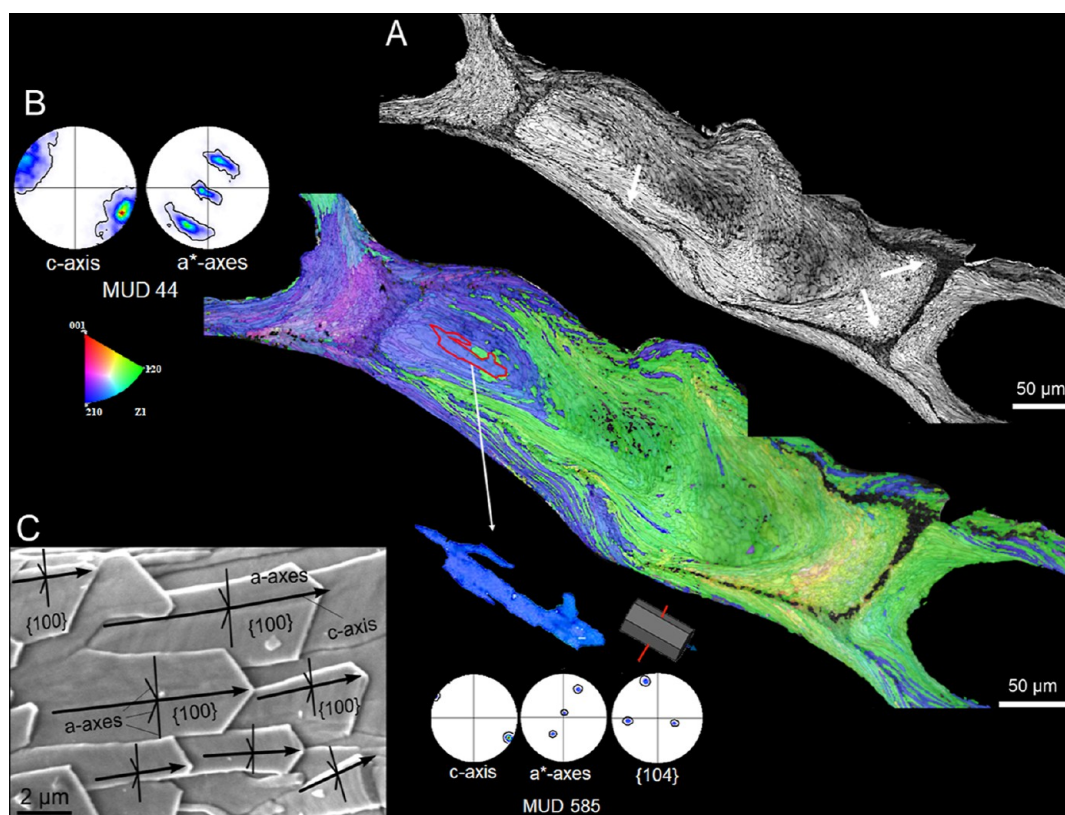 A
50 µm
B
c-axis
a*-axes
MUD 44
001
120
210
Z1
50 µm
C
{100}
a-axes
{100}
c-axis
a-axes
{100}
{100}
2 µm
c-axis
a*-axes
{104}
MUD 585